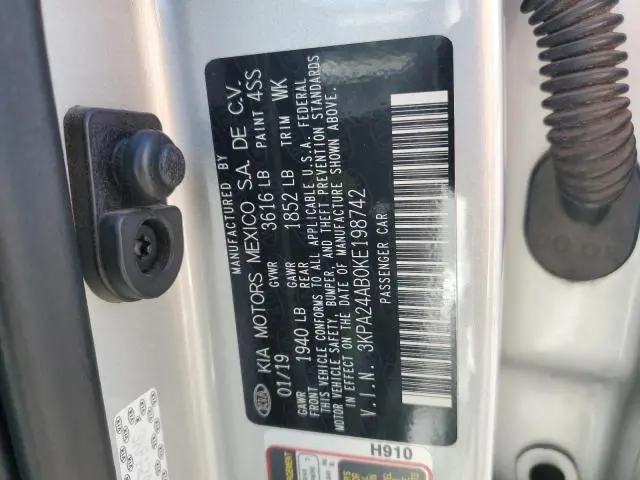 MANUFACTURED BY
KIA KIA MOTORS MEXICO S.A. DE C.V.
01/19 GVWR 3616 LB PAINT 4SS
GAWR FRONT 1940 LB GAWR REAR 1852 LB TRIM WK
THIS VEHICLE CONFORMS TO ALL APPLICABLE U.S.A. FEDERAL
MOTOR VEHICLE SAFETY, BUMPER, AND THEFT PREVENTION STANDARDS
IN EFFECT ON THE DATE OF MANUFACTURE SHOWN ABOVE.
V.I.N. 3KPA24AB0KE198742
PASSENGER CAR
H910